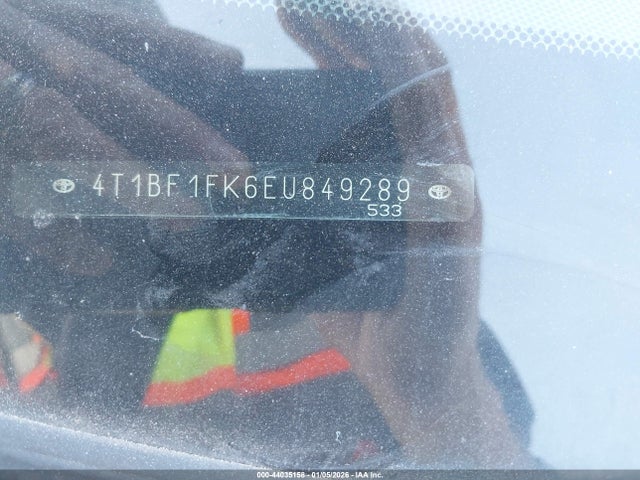 4T1BF1FK6EU849289
533
000-44035158 - 01/05/2026 - IAA Inc.